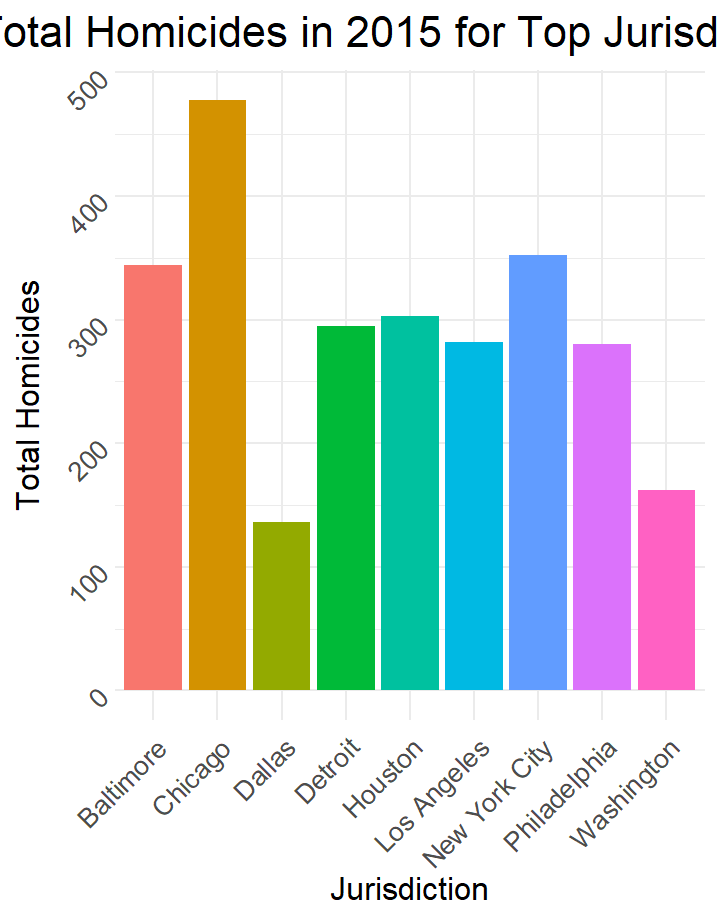 Total Homicides in 2015 for Top Jurisd
500
400
300
200
100
0
Total Homicides
Baltimore
Chicago
Dallas
Detroit
Houston
Los Angeles
New York City
Philadelphia
Washington
Jurisdiction